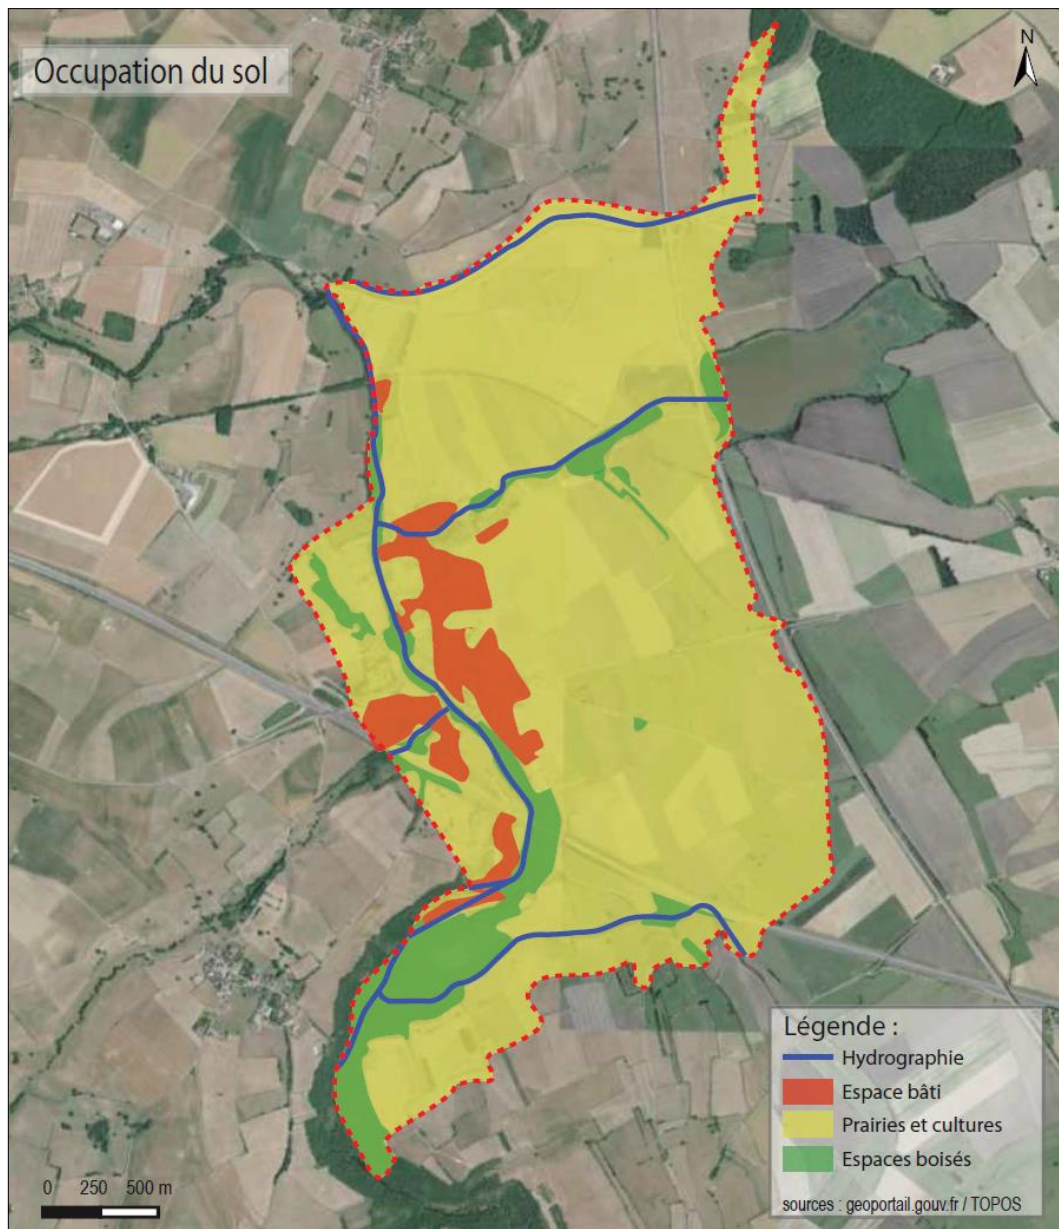 Occupation du sol
N
Légende :
Hydrographie
Espace bâti
Prairies et cultures
Espaces boisés
sources : geoportail.gouv.fr / TOPOS
0 250 500 m